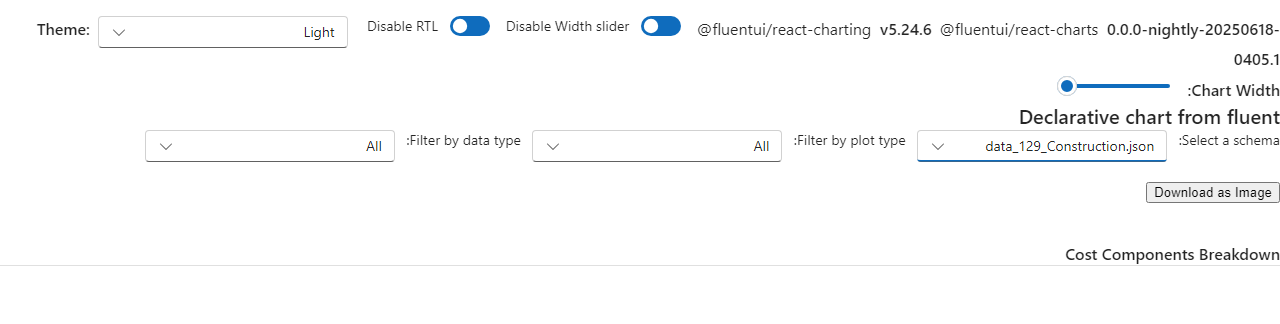 Theme: Light Disable RTL Disable Width slider @fluentui/react-charting v5.24.6 @fluentui/react-charts 0.0.0-nightly-20250618-
0405.1
:Chart Width
Declarative chart from fluent
:Select a schema data_129_Construction.json :Filter by plot type All :Filter by data type All
Download as Image
Cost Components Breakdown